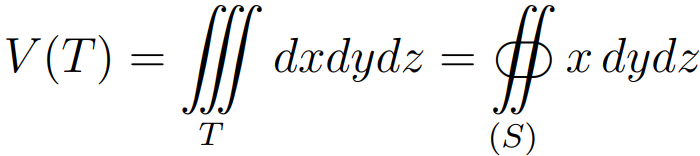 V(T) = ∭_T dxdydz = ∯_(S) x dydz